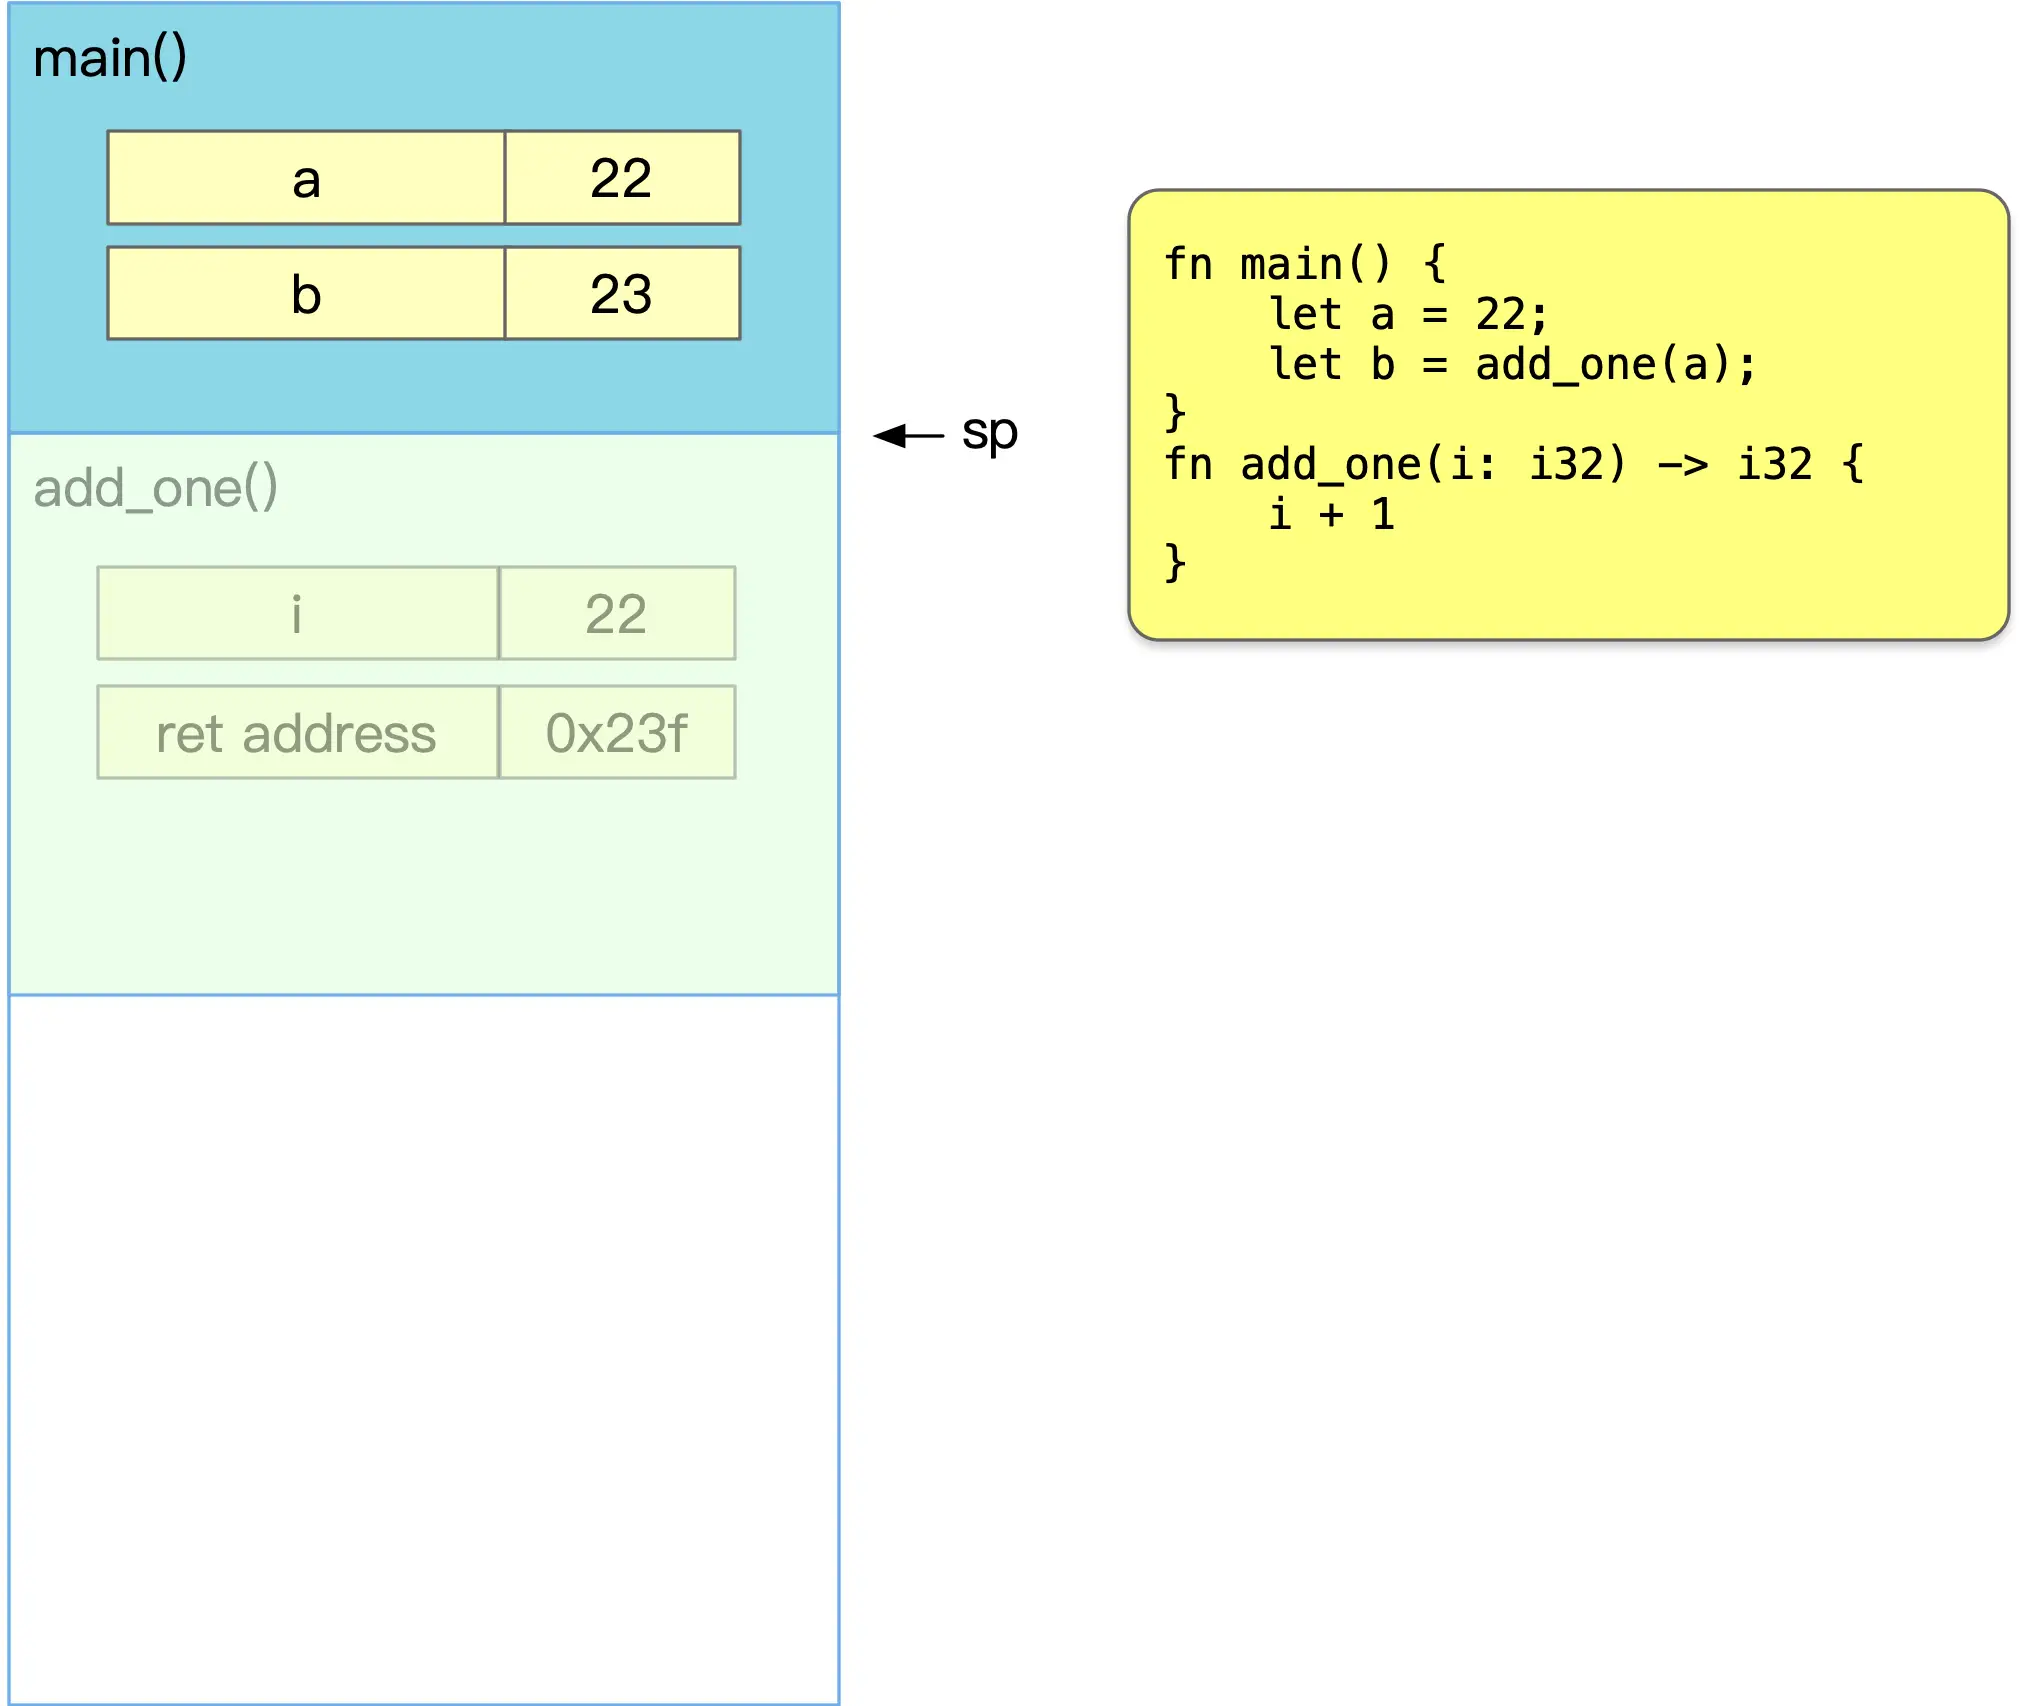 main()
a 22
b 23
sp
add_one()
i 22
ret address 0x23f
fn main() {
    let a = 22;
    let b = add_one(a);
}
fn add_one(i: i32) -> i32 {
    i + 1
}